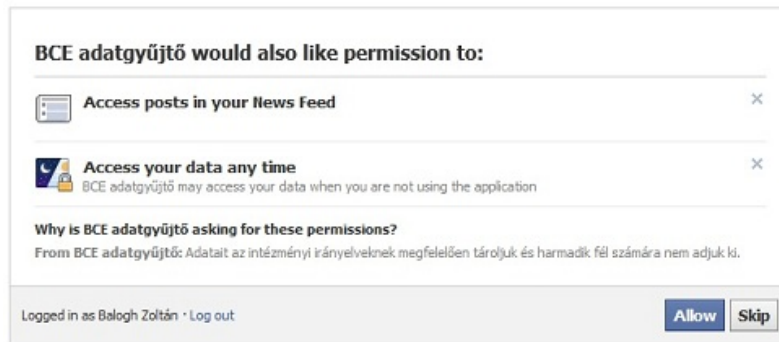 BCE adatgyűjtő would also like permission to:
Access posts in your News Feed
Access your data any time
BCE adatgyűjtő may access your data when you are not using the application
Why is BCE adatgyűjtő asking for these permissions?
From BCE adatgyűjtő: Adatait az intézményi irányelveknek megfelelően tároljuk és harmadik fél számára nem adjuk ki.
Logged in as Balogh Zoltán · Log out
Allow
Skip